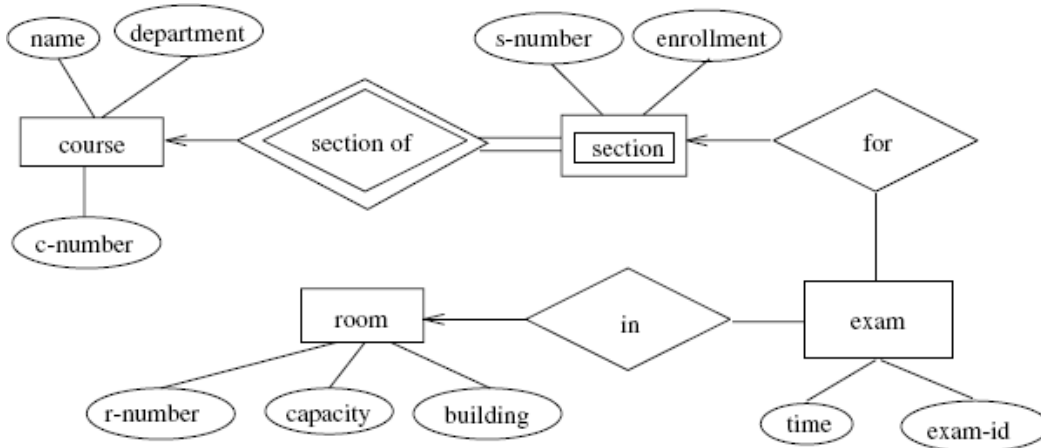 name
department
s-number
enrollment
course
section of
section
for
c-number
room
in
exam
r-number
capacity
building
time
exam-id